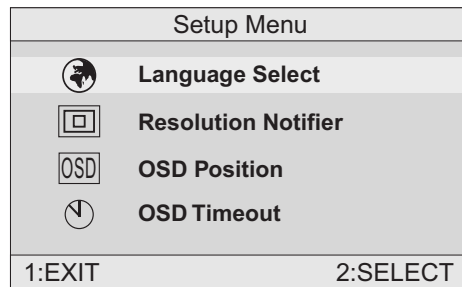 Setup Menu
Language Select
Resolution Notifier
OSD OSD Position
OSD Timeout
1:EXIT 2:SELECT